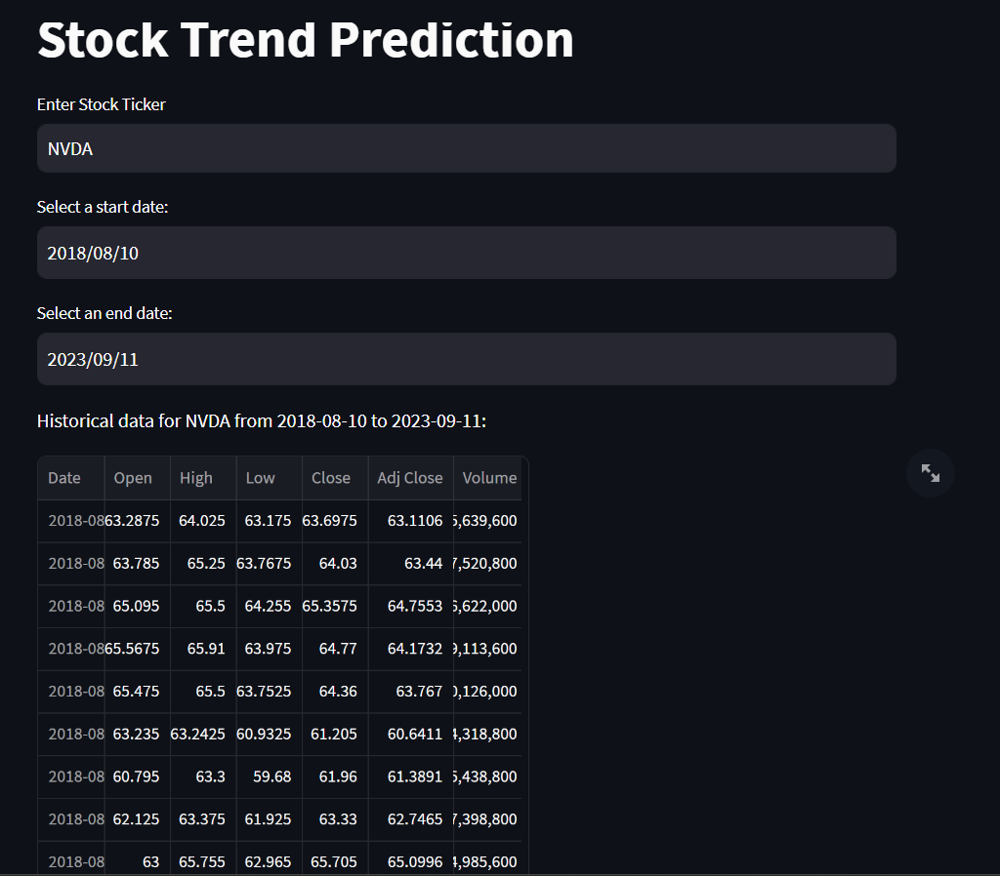 Stock Trend Prediction
Enter Stock Ticker
NVDA
Select a start date:
2018/08/10
Select an end date:
2023/09/11
Historical data for NVDA from 2018-08-10 to 2023-09-11:
Date Open High Low Close Adj Close Volume
2018-08 63.2875 64.025 63.175 63.6975 63.1106 5,639,600
2018-08 63.785 65.25 63.7675 64.03 63.44 7,520,800
2018-08 65.095 65.5 64.255 65.3575 64.7553 6,622,000
2018-08 65.5675 65.91 63.975 64.77 64.1732 9,113,600
2018-08 65.475 65.5 63.7525 64.36 63.767 0,126,000
2018-08 63.235 63.2425 60.9325 61.205 60.6411 4,318,800
2018-08 60.795 63.3 59.68 61.96 61.3891 5,438,800
2018-08 62.125 63.375 61.925 63.33 62.7465 7,398,800
2018-08 63 65.755 62.965 65.705 65.0996 4,985,600